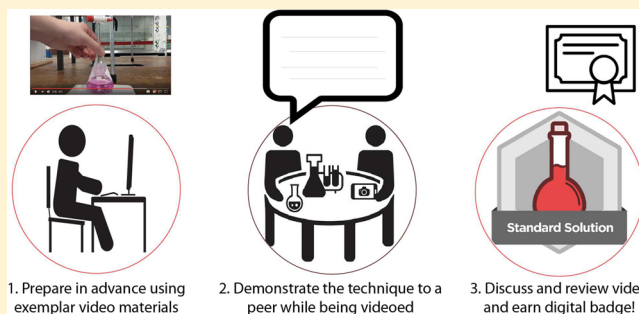 Standard Solution
1. Prepare in advance using
exemplar video materials
2. Demonstrate the technique to a
peer while being videoed
3. Discuss and review vide
and earn digital badge!